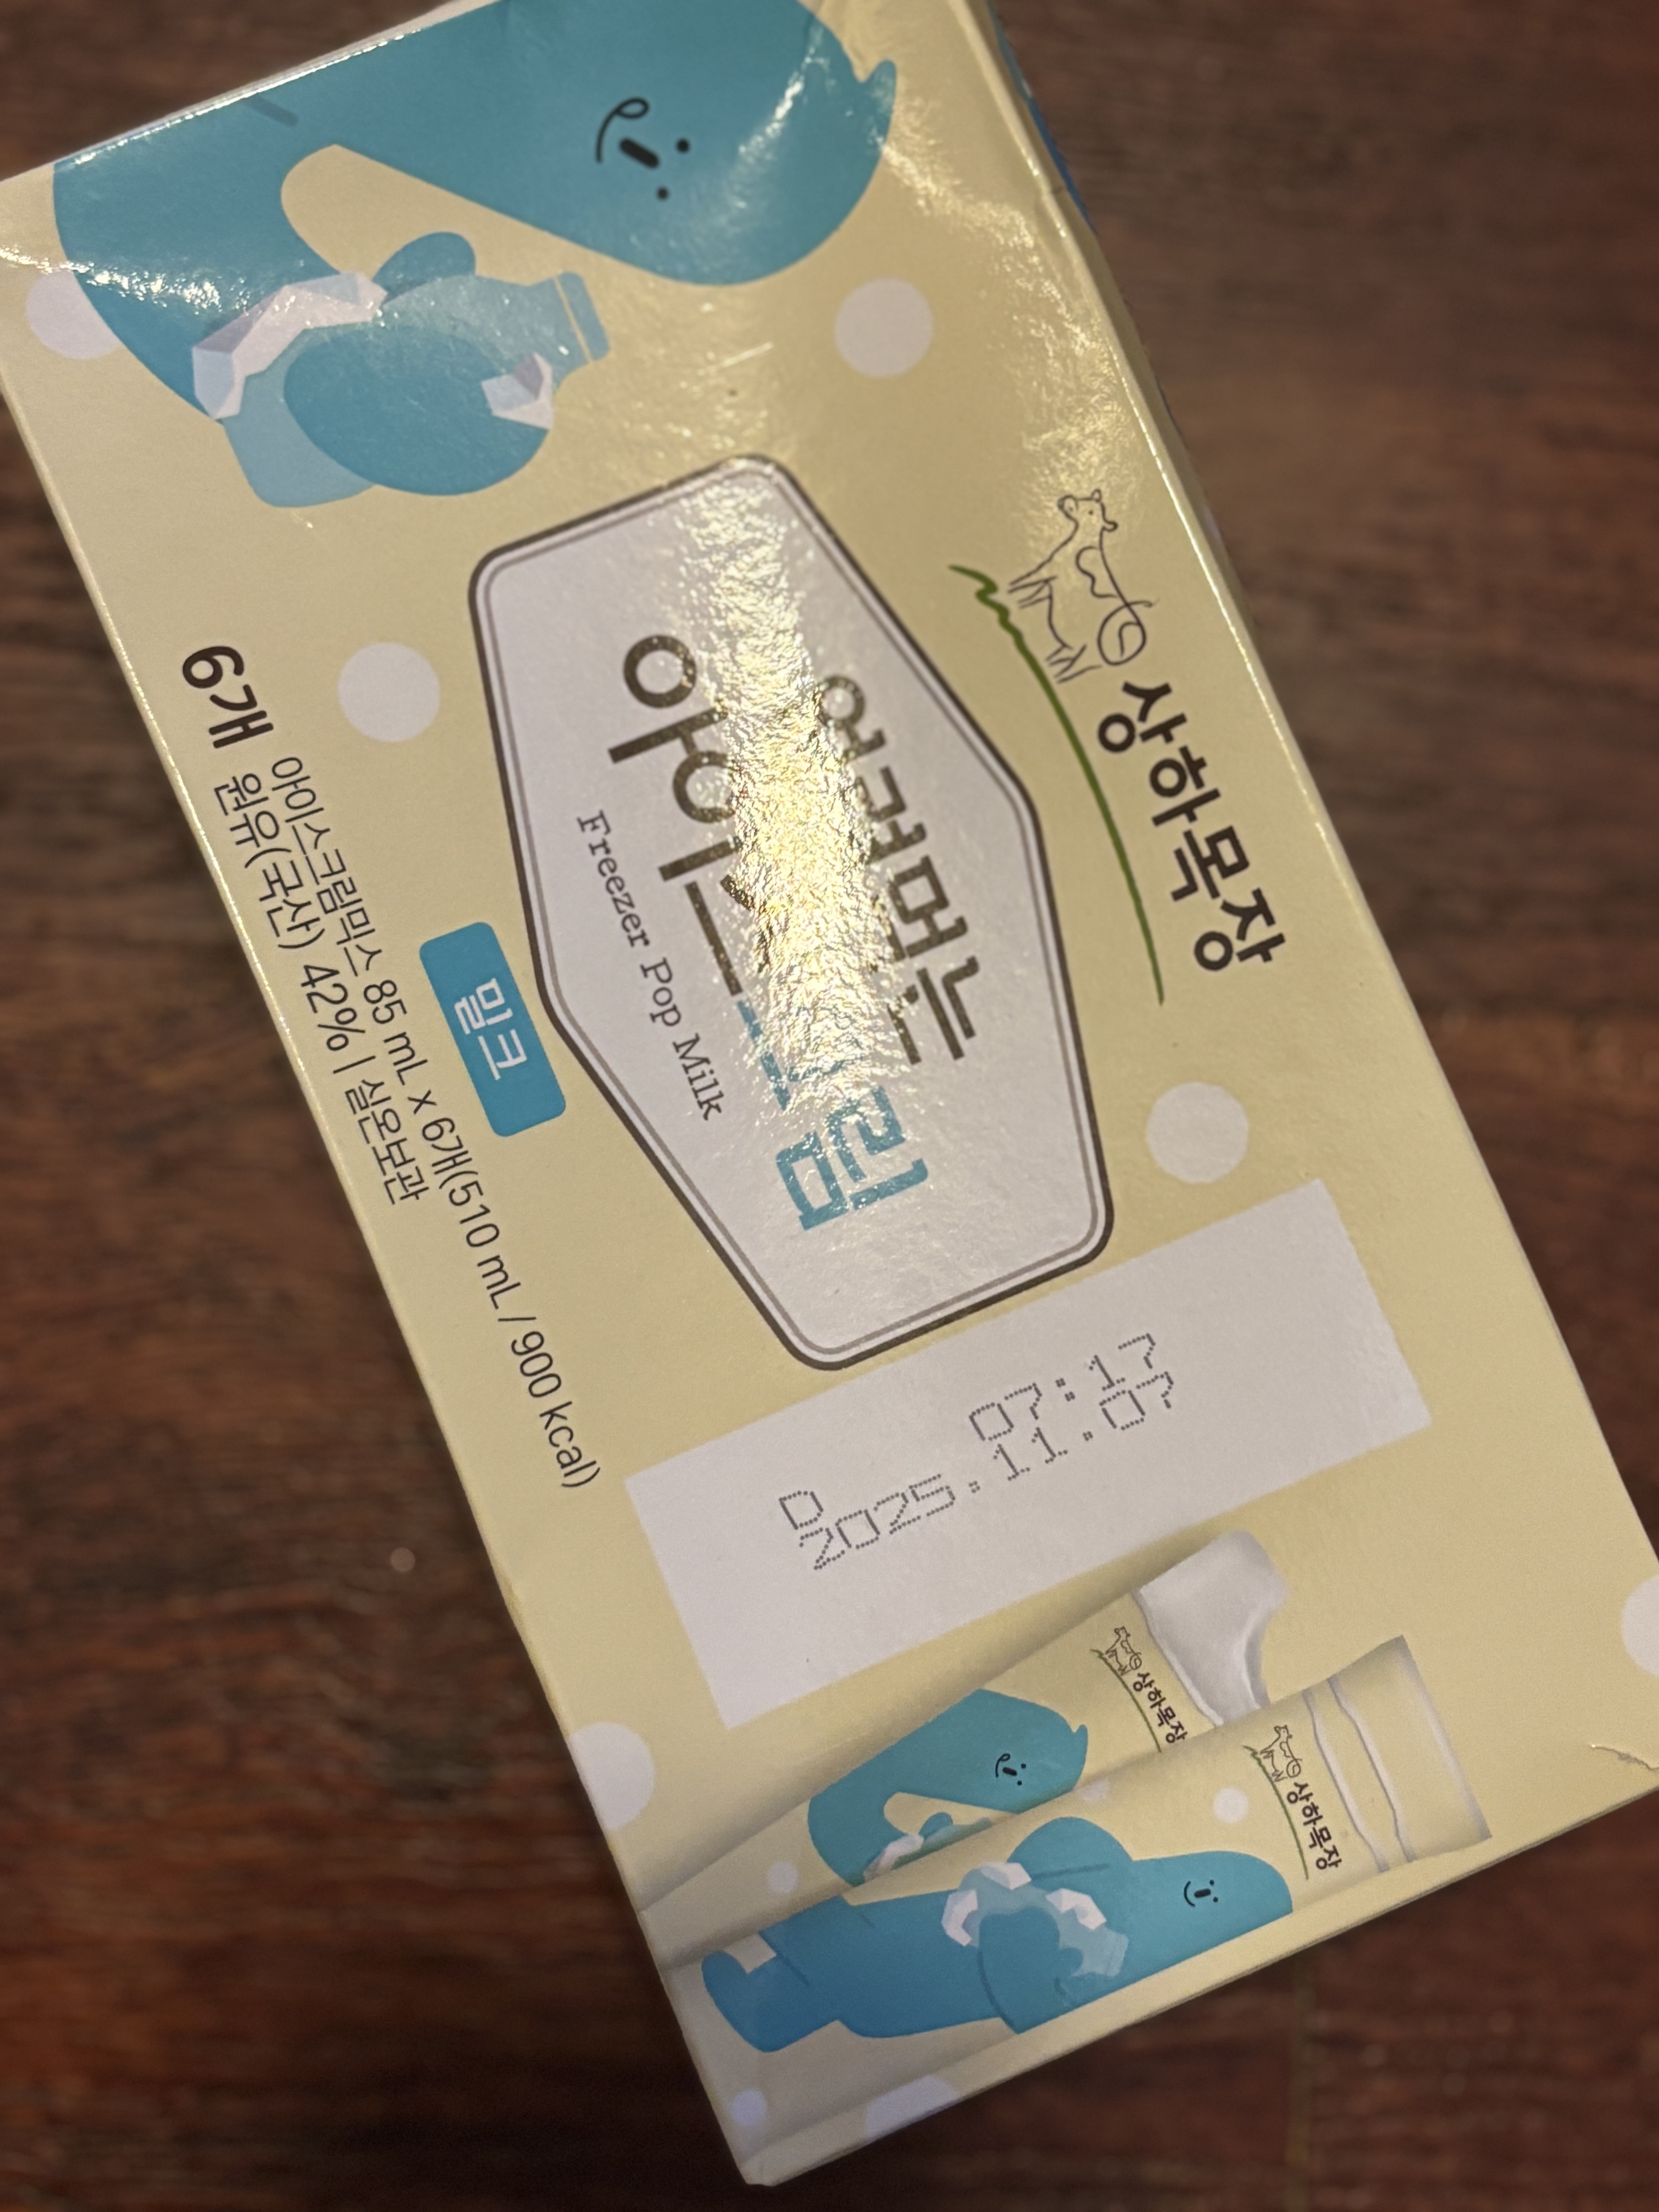 상하목장
얼려먹는
아이스크림
Freezer Pop Milk
밀크
6개 아이스크림믹스 85 mL x 6개(510 mL / 900 kcal)
원유(국산) 42% | 실온보관
D 07:17
2025.11.07
상하목장
상하목장